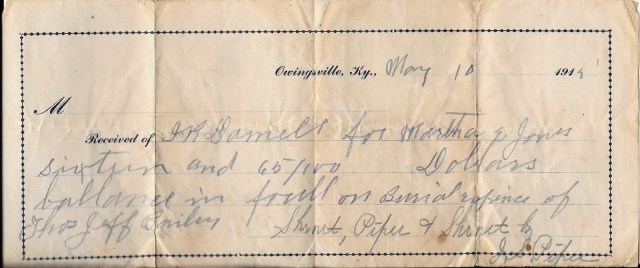 Owingsville, Ky., May 10 1915
M
Received of I K Daniels for Martha J Jones
sixteen and 65/100 Dollars
ballance in full on Burial expence of
Thos Jeff Bailey Shrout, Piper & Shrout by
Piper